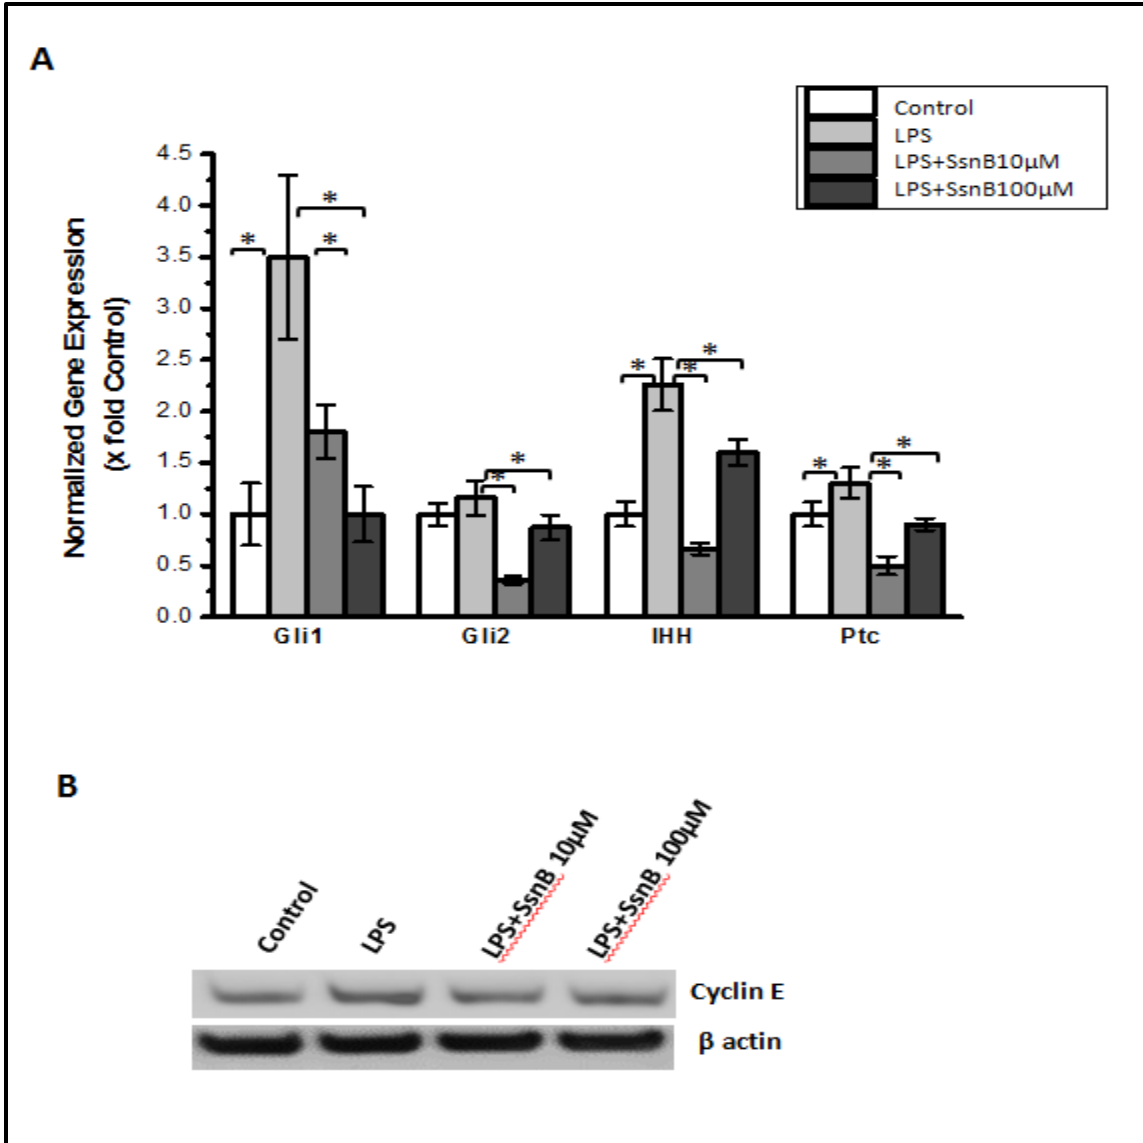 A
Control
LPS
LPS+SsnB10μM
LPS+SsnB100μM
Normalized Gene Expression
(x fold Control)
4.5
4.0
3.5
3.0
2.5
2.0
1.5
1.0
0.5
0.0
* * *
* *
* * *
* * *
Gli1 Gli2 IHH Ptc
B
Control LPS LPS+SsnB 10μM LPS+SsnB 100μM
Cyclin E
β actin